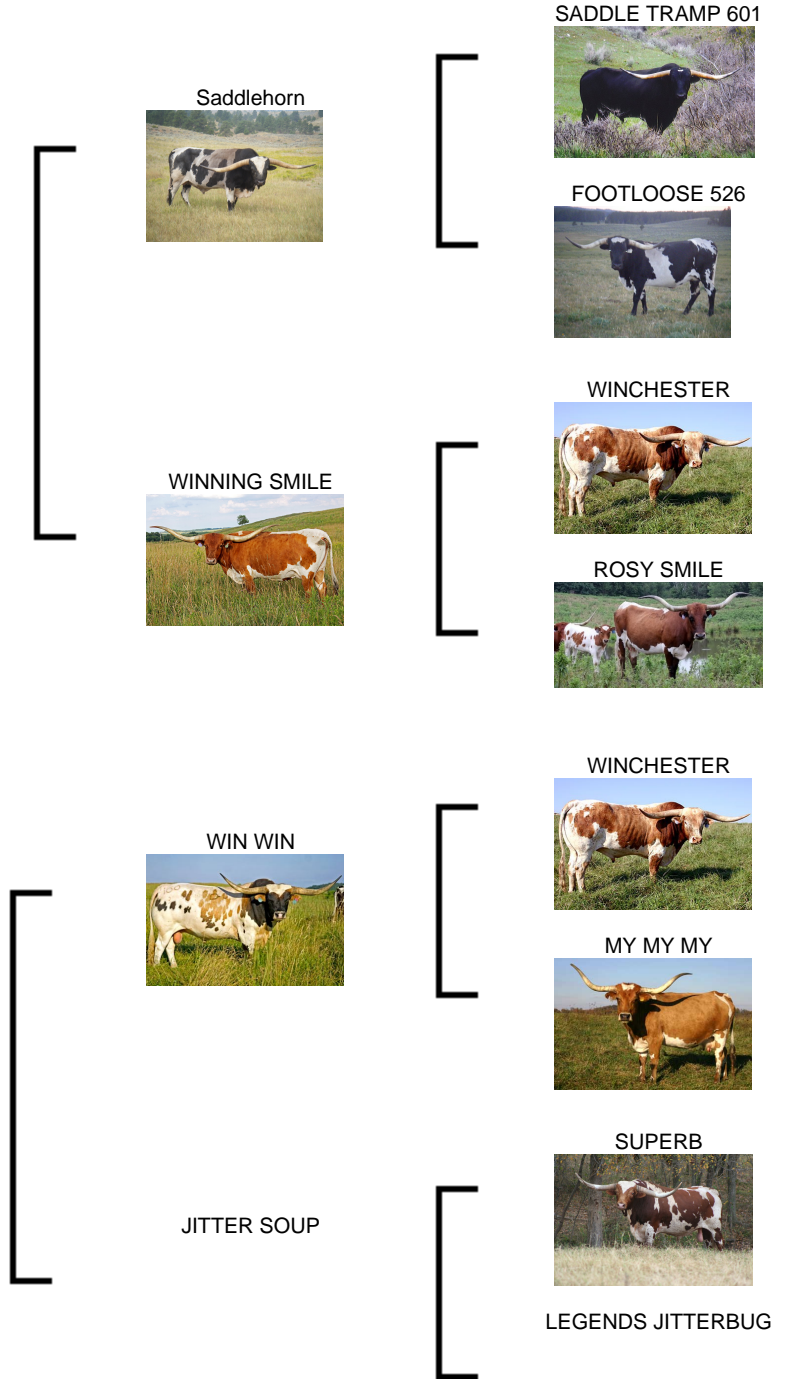 SADDLE TRAMP 601
Saddlehorn
FOOTLOOSE 526
WINCHESTER
WINNING SMILE
ROSY SMILE
WINCHESTER
WIN WIN
MY MY MY
SUPERB
JITTER SOUP
LEGENDS JITTERBUG